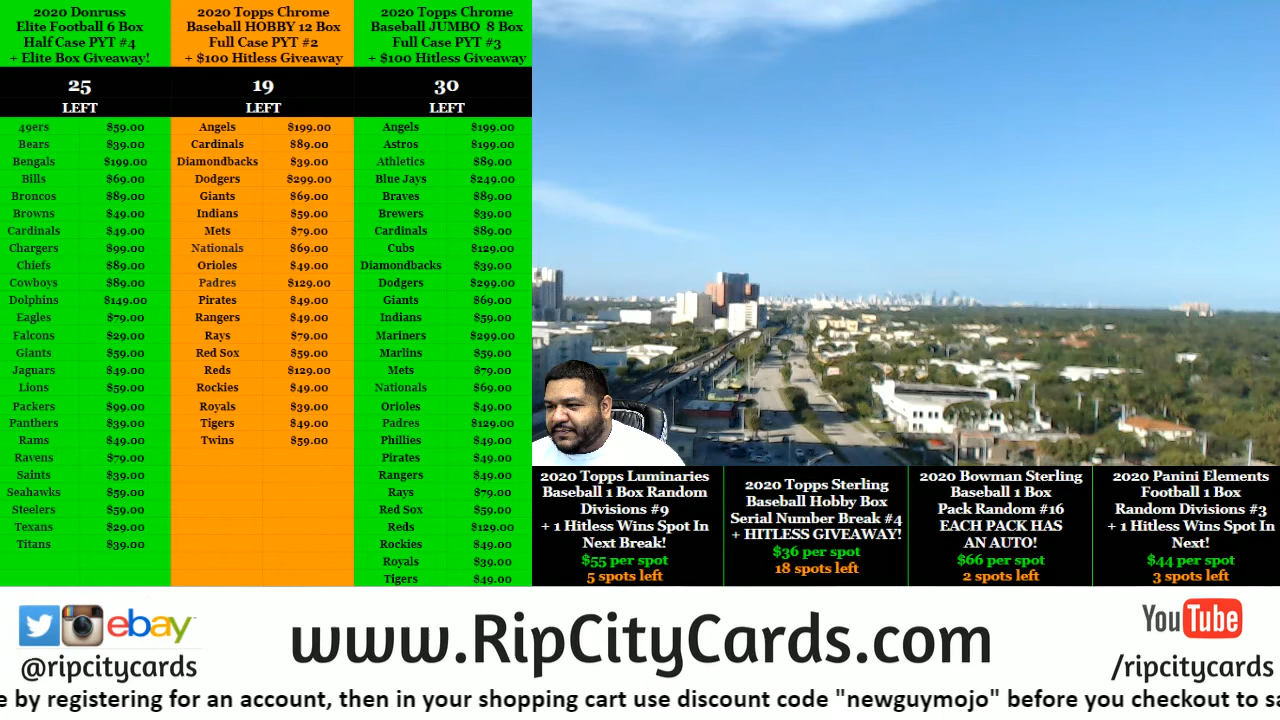 2020 Donruss
Elite Football 6 Box
Half Case PYT #4
+ Elite Box Giveaway!
25
LEFT
49ers $59.00
Bears $39.00
Bengals $199.00
Bills $69.00
Broncos $89.00
Browns $49.00
Cardinals $49.00
Chargers $99.00
Chiefs $89.00
Cowboys $89.00
Dolphins $149.00
Eagles $79.00
Falcons $29.00
Giants $59.00
Jaguars $49.00
Lions $59.00
Packers $99.00
Panthers $39.00
Rams $49.00
Ravens $79.00
Saints $39.00
Seahawks $59.00
Steelers $59.00
Texans $29.00
Titans $39.00
2020 Topps Chrome
Baseball HOBBY 12 Box
Full Case PYT #2
+ $100 Hitless Giveaway
19
LEFT
Angels $199.00
Cardinals $89.00
Diamondbacks $39.00
Dodgers $299.00
Giants $69.00
Indians $59.00
Mets $79.00
Nationals $69.00
Orioles $49.00
Padres $129.00
Pirates $49.00
Rangers $49.00
Rays $79.00
Red Sox $59.00
Reds $129.00
Rockies $49.00
Royals $39.00
Tigers $49.00
Twins $59.00
2020 Topps Chrome
Baseball JUMBO 8 Box
Full Case PYT #3
+ $100 Hitless Giveaway
30
LEFT
Angels $199.00
Astros $199.00
Athletics $89.00
Blue Jays $249.00
Braves $89.00
Brewers $39.00
Cardinals $89.00
Cubs $129.00
Diamondbacks $39.00
Dodgers $299.00
Giants $69.00
Indians $59.00
Mariners $299.00
Marlins $59.00
Mets $79.00
Nationals $69.00
Orioles $49.00
Padres $129.00
Phillies $49.00
Pirates $49.00
Rangers $49.00
Rays $79.00
Red Sox $59.00
Reds $129.00
Rockies $49.00
Royals $39.00
Tigers $49.00
2020 Topps Luminaries
Baseball 1 Box Random
Divisions #9
+ 1 Hitless Wins Spot In
Next Break!
$55 per spot
5 spots left
2020 Topps Sterling
Baseball Hobby Box
Serial Number Break #4
+ HITLESS GIVEAWAY!
$36 per spot
18 spots left
2020 Bowman Sterling
Baseball 1 Box
Pack Random #16
EACH PACK HAS
AN AUTO!
$66 per spot
2 spots left
2020 Panini Elements
Football 1 Box
Random Divisions #3
+ 1 Hitless Wins Spot In
Next!
$44 per spot
3 spots left
ebay
@ripcitycards
www.RipCityCards.com
YouTube
/ripcitycards
e by registering for an account, then in your shopping cart use discount code "newguymojo" before you checkout to sa